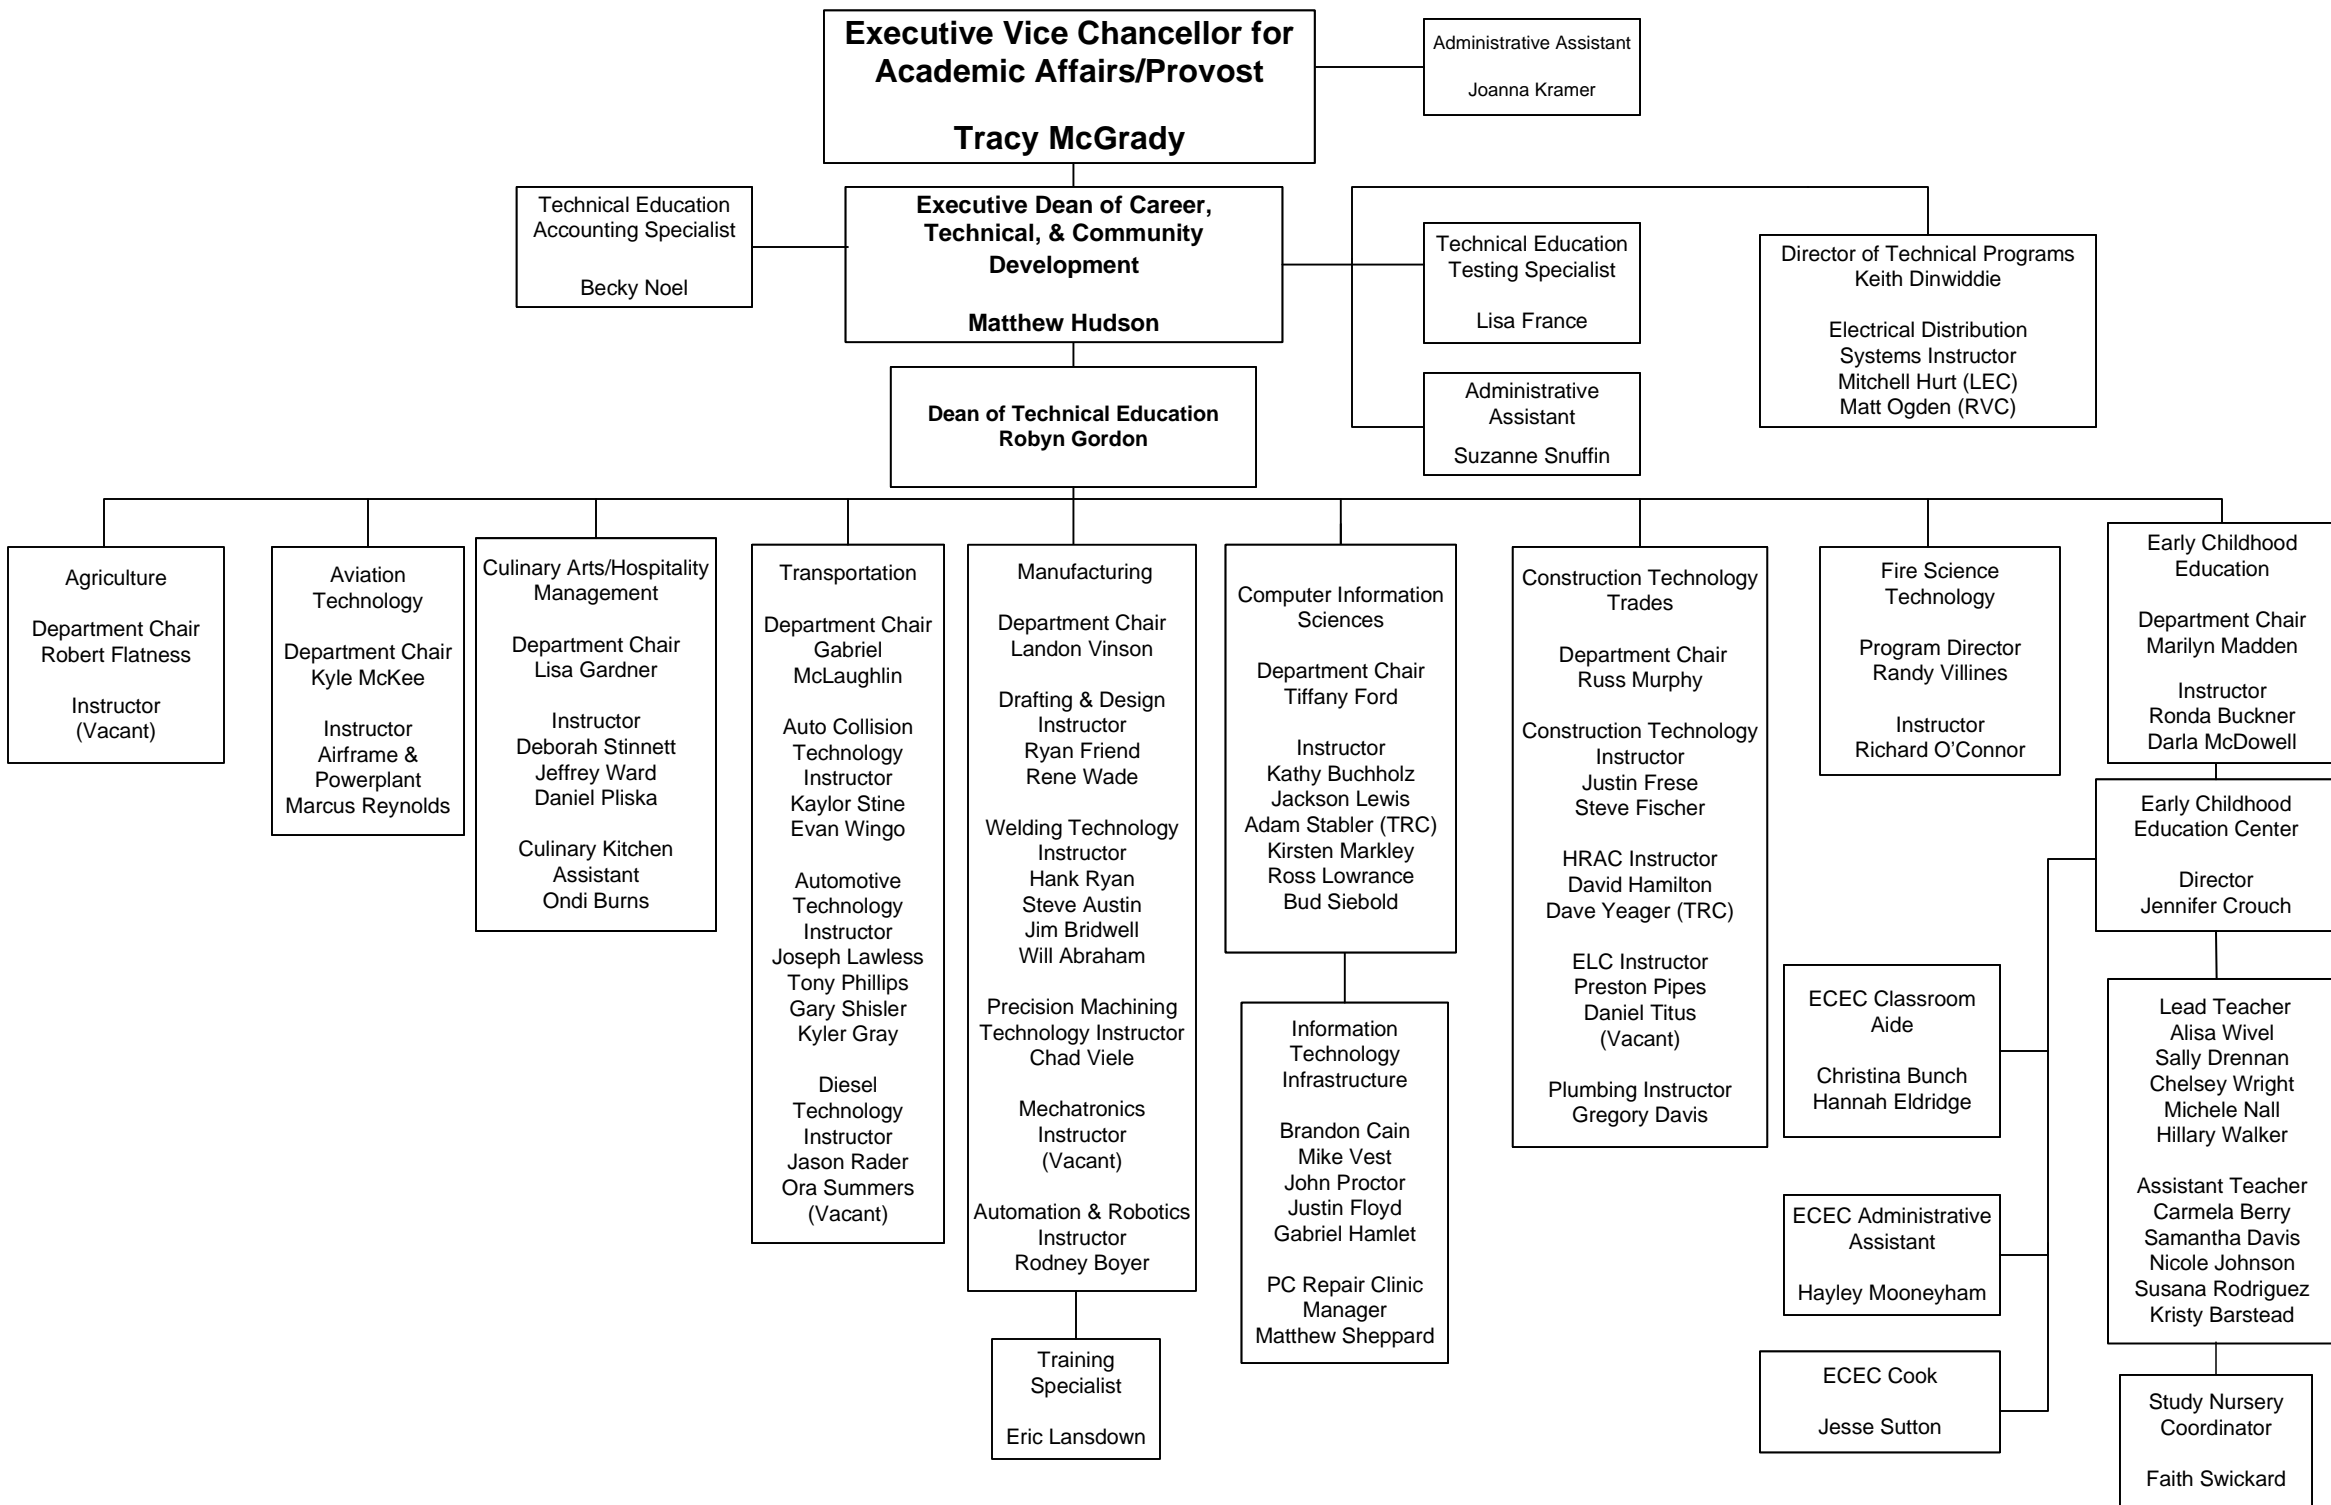 Executive Vice Chancellor for
Academic Affairs/Provost
Tracy McGrady
Administrative Assistant
Joanna Kramer
Technical Education
Accounting Specialist
Becky Noel
Executive Dean of Career,
Technical, & Community
Development
Matthew Hudson
Technical Education
Testing Specialist
Lisa France
Administrative
Assistant
Suzanne Snuffin
Director of Technical Programs
Keith Dinwiddie
Electrical Distribution
Systems Instructor
Mitchell Hurt (LEC)
Matt Ogden (RVC)
Dean of Technical Education
Robyn Gordon
Agriculture
Department Chair
Robert Flatness
Instructor
(Vacant)
Aviation
Technology
Department Chair
Kyle McKee
Instructor
Airframe &
Powerplant
Marcus Reynolds
Culinary Arts/Hospitality
Management
Department Chair
Lisa Gardner
Instructor
Deborah Stinnett
Jeffrey Ward
Daniel Pliska
Culinary Kitchen
Assistant
Ondi Burns
Transportation
Department Chair
Gabriel
McLaughlin
Auto Collision
Technology
Instructor
Kaylor Stine
Evan Wingo
Automotive
Technology
Instructor
Joseph Lawless
Tony Phillips
Gary Shisler
Kyler Gray
Diesel
Technology
Instructor
Jason Rader
Ora Summers
(Vacant)
Manufacturing
Department Chair
Landon Vinson
Drafting & Design
Instructor
Ryan Friend
Rene Wade
Welding Technology
Instructor
Hank Ryan
Steve Austin
Jim Bridwell
Will Abraham
Precision Machining
Technology Instructor
Chad Viele
Mechatronics
Instructor
(Vacant)
Automation & Robotics
Instructor
Rodney Boyer
Training
Specialist
Eric Lansdown
Computer Information
Sciences
Department Chair
Tiffany Ford
Instructor
Kathy Buchholz
Jackson Lewis
Adam Stabler (TRC)
Kirsten Markley
Ross Lowrance
Bud Siebold
Information
Technology
Infrastructure
Brandon Cain
Mike Vest
John Proctor
Justin Floyd
Gabriel Hamlet
PC Repair Clinic
Manager
Matthew Sheppard
Construction Technology
Trades
Department Chair
Russ Murphy
Construction Technology
Instructor
Justin Frese
Steve Fischer
HRAC Instructor
David Hamilton
Dave Yeager (TRC)
ELC Instructor
Preston Pipes
Daniel Titus
(Vacant)
Plumbing Instructor
Gregory Davis
Fire Science
Technology
Program Director
Randy Villines
Instructor
Richard O’Connor
Early Childhood
Education
Department Chair
Marilyn Madden
Instructor
Ronda Buckner
Darla McDowell
Early Childhood
Education Center
Director
Jennifer Crouch
ECEC Classroom
Aide
Christina Bunch
Hannah Eldridge
ECEC Administrative
Assistant
Hayley Mooneyham
ECEC Cook
Jesse Sutton
Lead Teacher
Alisa Wivel
Sally Drennan
Chelsey Wright
Michele Nall
Hillary Walker
Assistant Teacher
Carmela Berry
Samantha Davis
Nicole Johnson
Susana Rodriguez
Kristy Barstead
Study Nursery
Coordinator
Faith Swickard